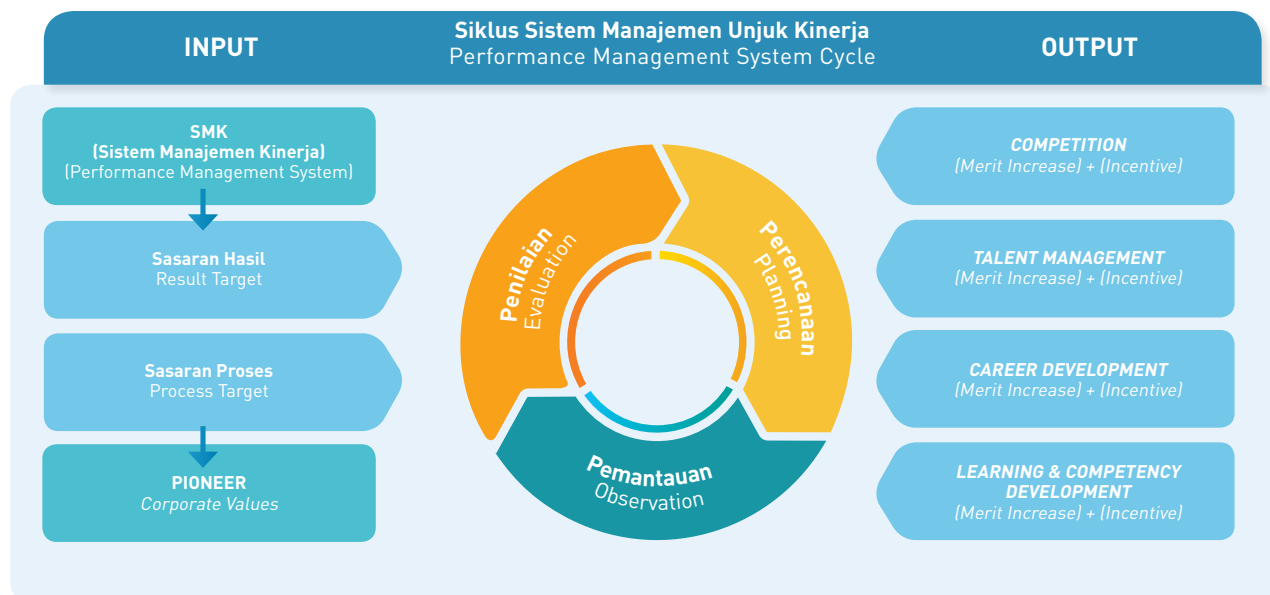 INPUT
Siklus Sistem Manajemen Unjuk Kinerja
Performance Management System Cycle
OUTPUT
SMK
(Sistem Manajemen Kinerja)
(Performance Management System)
Sasaran Hasil
Result Target
Sasaran Proses
Process Target
PIONEER
Corporate Values
Penilaian
Evaluation
Perencanaan
Planning
Pemantauan
Observation
COMPETITION
(Merit Increase) + (Incentive)
TALENT MANAGEMENT
(Merit Increase) + (Incentive)
CAREER DEVELOPMENT
(Merit Increase) + (Incentive)
LEARNING & COMPETENCY
DEVELOPMENT
(Merit Increase) + (Incentive)